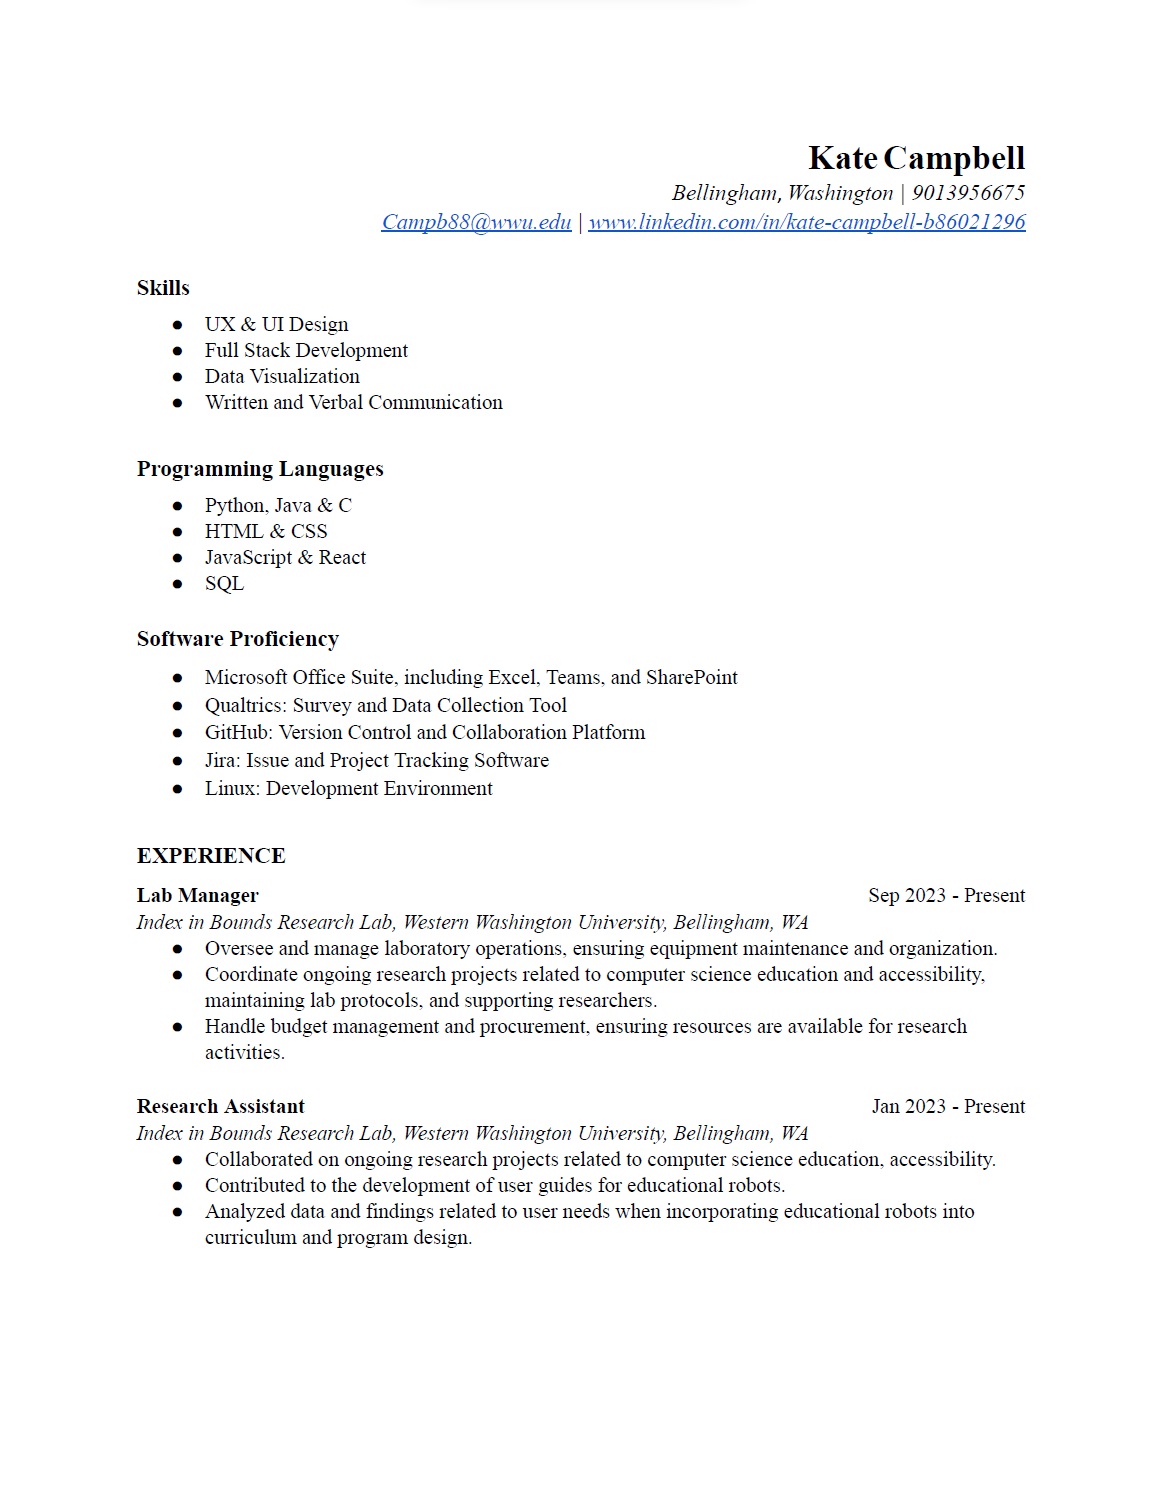 Kate Campbell
Bellingham, Washington | 9013956675
Campb88@wwu.edu | www.linkedin.com/in/kate-campbell-b86021296
Skills
● UX & UI Design
● Full Stack Development
● Data Visualization
● Written and Verbal Communication
Programming Languages
● Python, Java & C
● HTML & CSS
● JavaScript & React
● SQL
Software Proficiency
● Microsoft Office Suite, including Excel, Teams, and SharePoint
● Qualtrics: Survey and Data Collection Tool
● GitHub: Version Control and Collaboration Platform
● Jira: Issue and Project Tracking Software
● Linux: Development Environment
EXPERIENCE
Lab Manager Sep 2023 - Present
Index in Bounds Research Lab, Western Washington University, Bellingham, WA
● Oversee and manage laboratory operations, ensuring equipment maintenance and organization.
● Coordinate ongoing research projects related to computer science education and accessibility,
maintaining lab protocols, and supporting researchers.
● Handle budget management and procurement, ensuring resources are available for research
activities.
Research Assistant Jan 2023 - Present
Index in Bounds Research Lab, Western Washington University, Bellingham, WA
● Collaborated on ongoing research projects related to computer science education, accessibility.
● Contributed to the development of user guides for educational robots.
● Analyzed data and findings related to user needs when incorporating educational robots into
curriculum and program design.